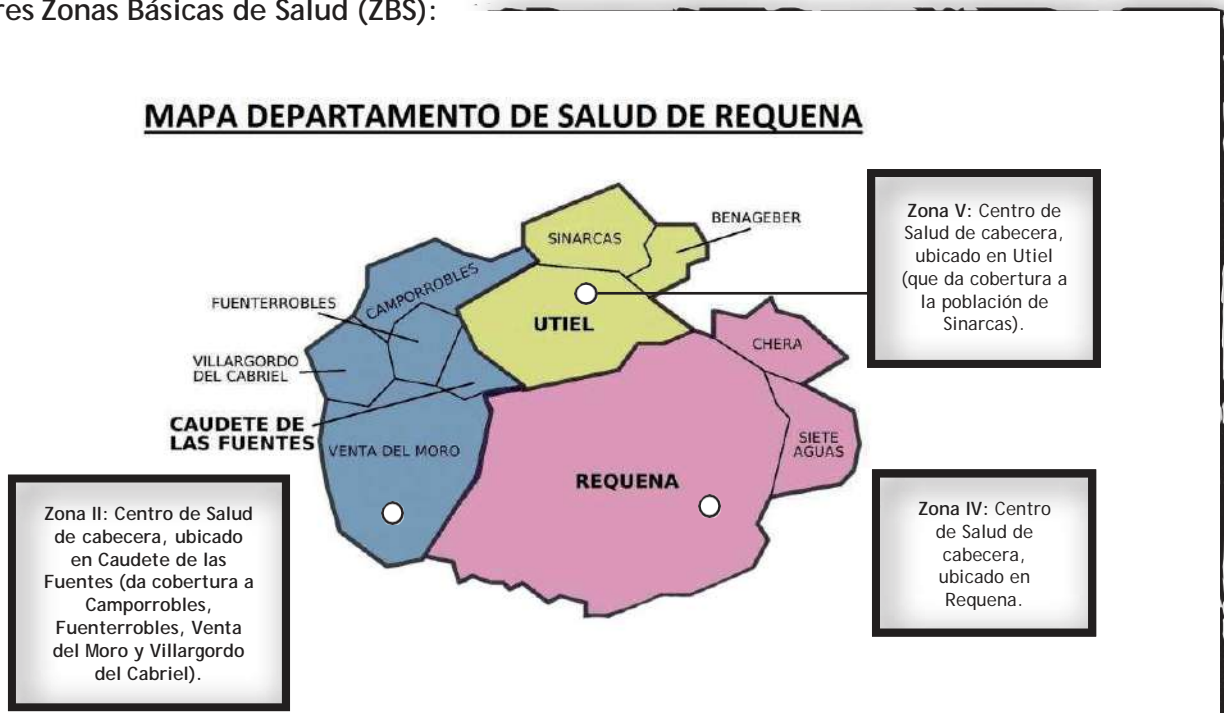 res Zonas Básicas de Salud (ZBS):
MAPA DEPARTAMENTO DE SALUD DE REQUENA
SINARCAS
BENAGEBER
CAMPORROBLES
FUENTERROBLES
UTIEL
CHERA
VILLARGORDO
DEL CABRIEL
CAUDETE DE
LAS FUENTES
VENTA DEL MORO
SIETE
AGUAS
REQUENA
Zona V: Centro de
Salud de cabecera,
ubicado en Utiel
(que da cobertura a
la población de
Sinarcas).
Zona II: Centro de Salud
de cabecera, ubicado
en Caudete de las
Fuentes (da cobertura a
Camporrobles,
Fuenterrobles, Venta
del Moro y Villargordo
del Cabriel).
Zona IV: Centro
de Salud de
cabecera,
ubicado en
Requena.